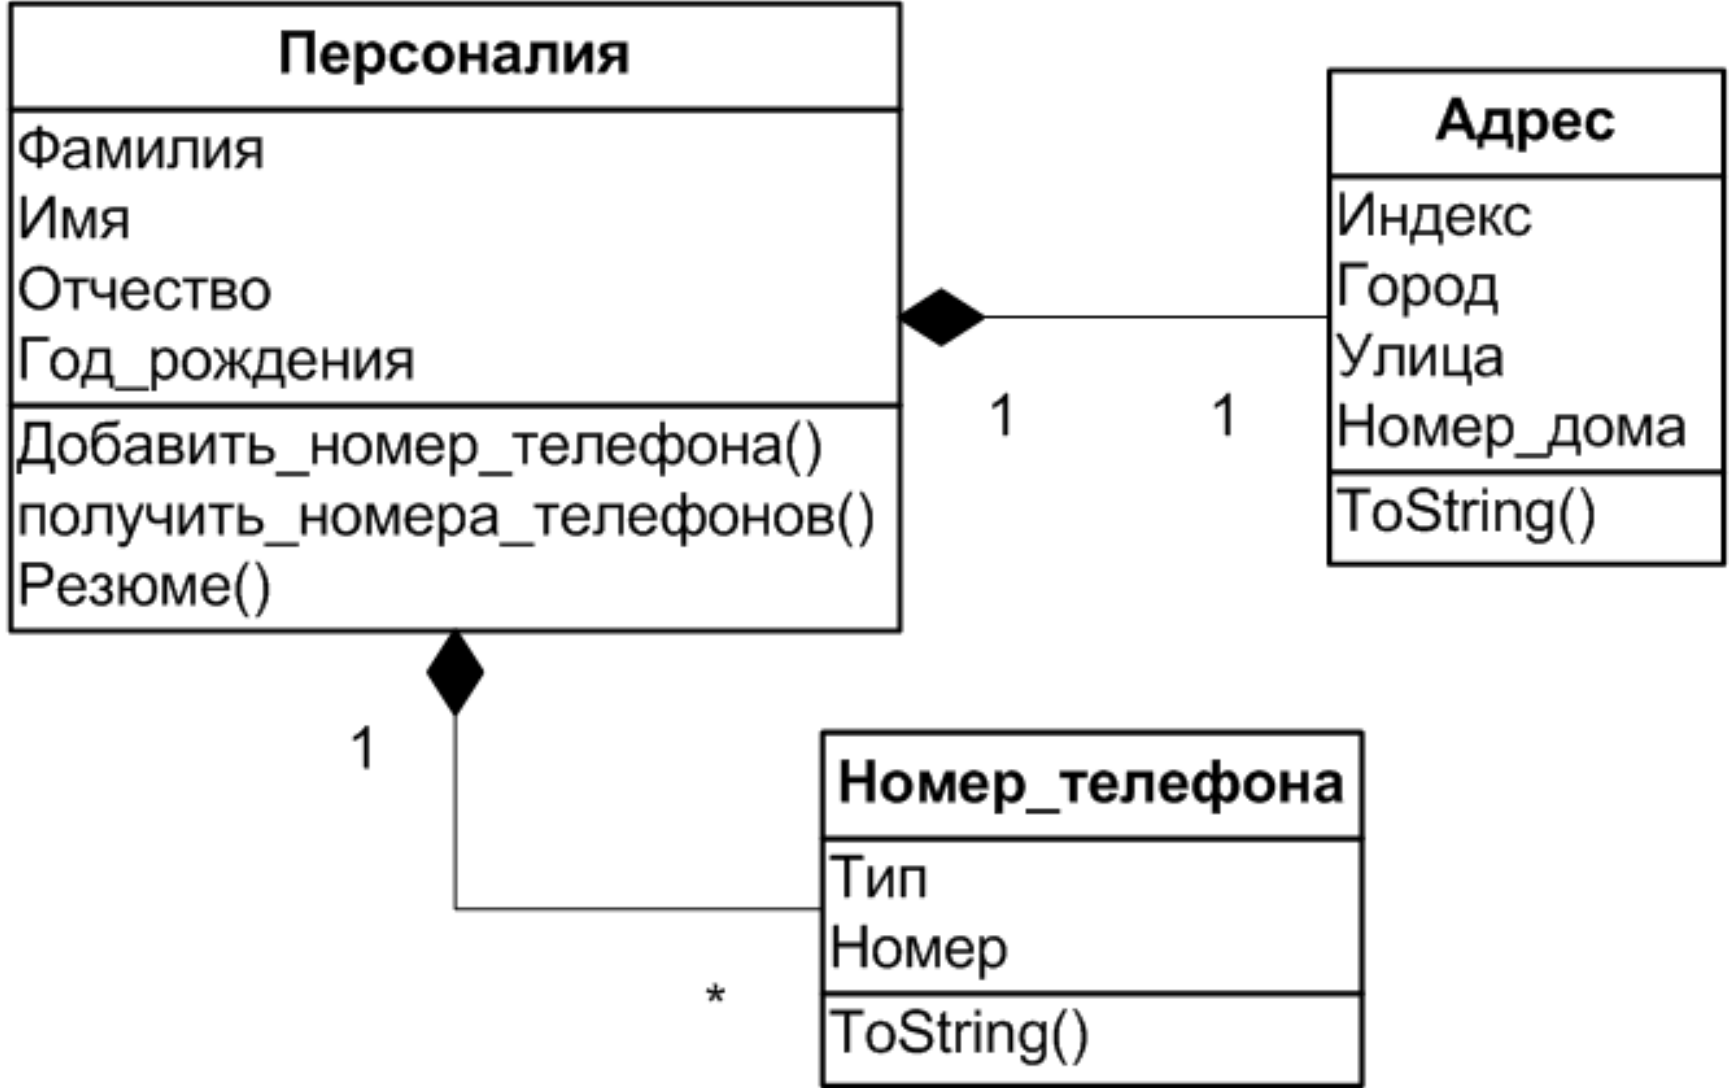 Персоналия
Фамилия
Имя
Отчество
Год_рождения
Добавить_номер_телефона()
получить_номера_телефонов()
Резюме()
1
1
Адрес
Индекс
Город
Улица
Номер_дома
ToString()
1
*
Номер_телефона
Тип
Номер
ToString()